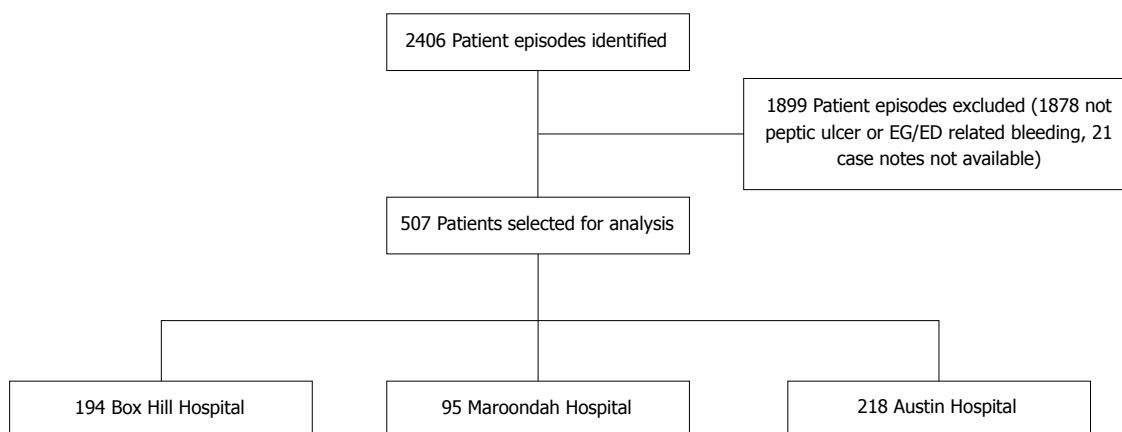 2406 Patient episodes identified
1899 Patient episodes excluded (1878 not
peptic ulcer or EG/ED related bleeding, 21
case notes not available)
507 Patients selected for analysis
194 Box Hill Hospital
95 Maroondah Hospital
218 Austin Hospital